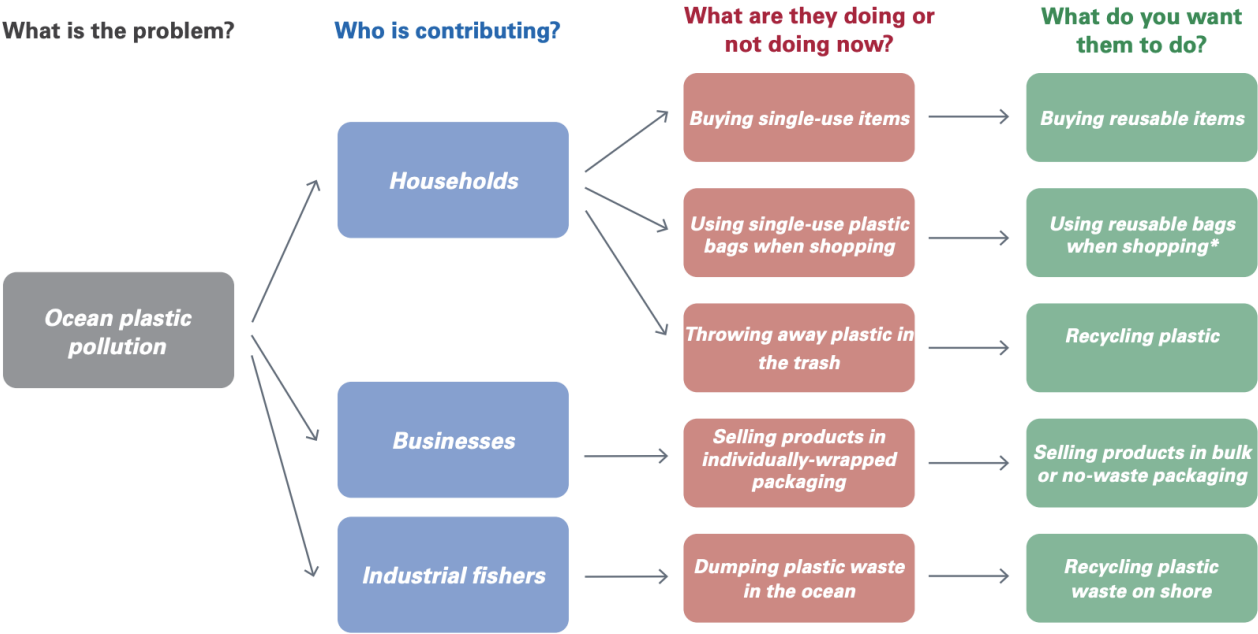 What is the problem?
Who is contributing?
What are they doing or
not doing now?
What do you want
them to do?
Ocean plastic
pollution
Households
Businesses
Industrial fishers
Buying single-use items
Buying reusable items
Using single-use plastic
bags when shopping
Using reusable bags
when shopping*
Throwing away plastic in
the trash
Recycling plastic
Selling products in
individually-wrapped
packaging
Selling products in bulk
or no-waste packaging
Dumping plastic waste
in the ocean
Recycling plastic
waste on shore